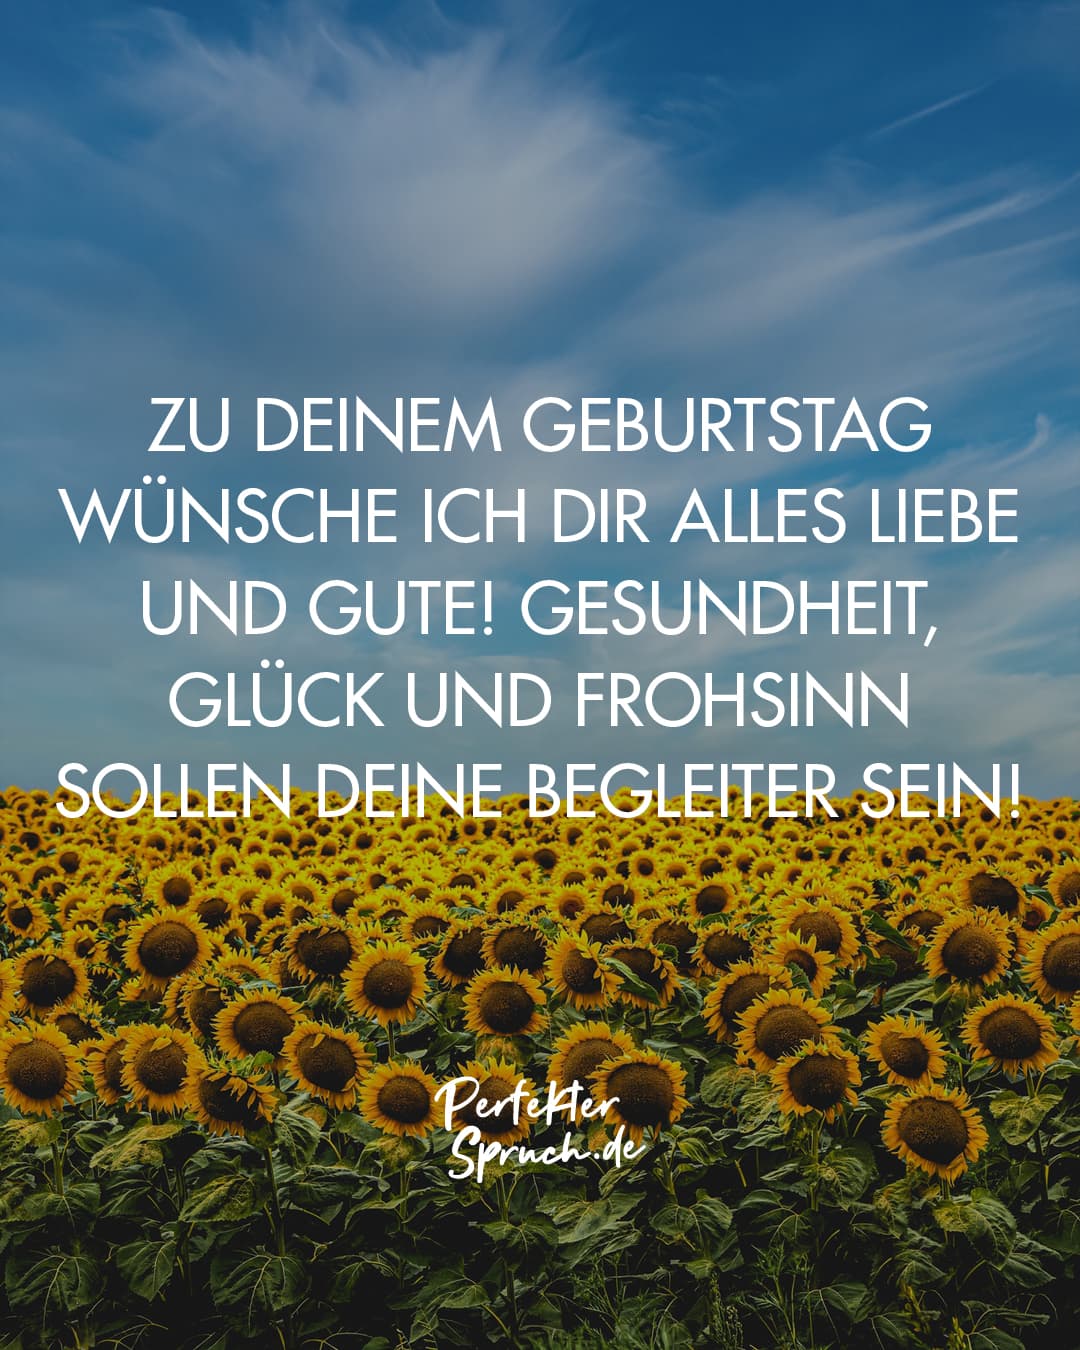 ZU DEINEM GEBURTSTAG
WÜNSCHE ICH DIR ALLES LIEBE
UND GUTE! GESUNDHEIT,
GLÜCK UND FROHSINN
SOLLEN DEINE BEGLEITER SEIN!
Perfekter
Spruch.de